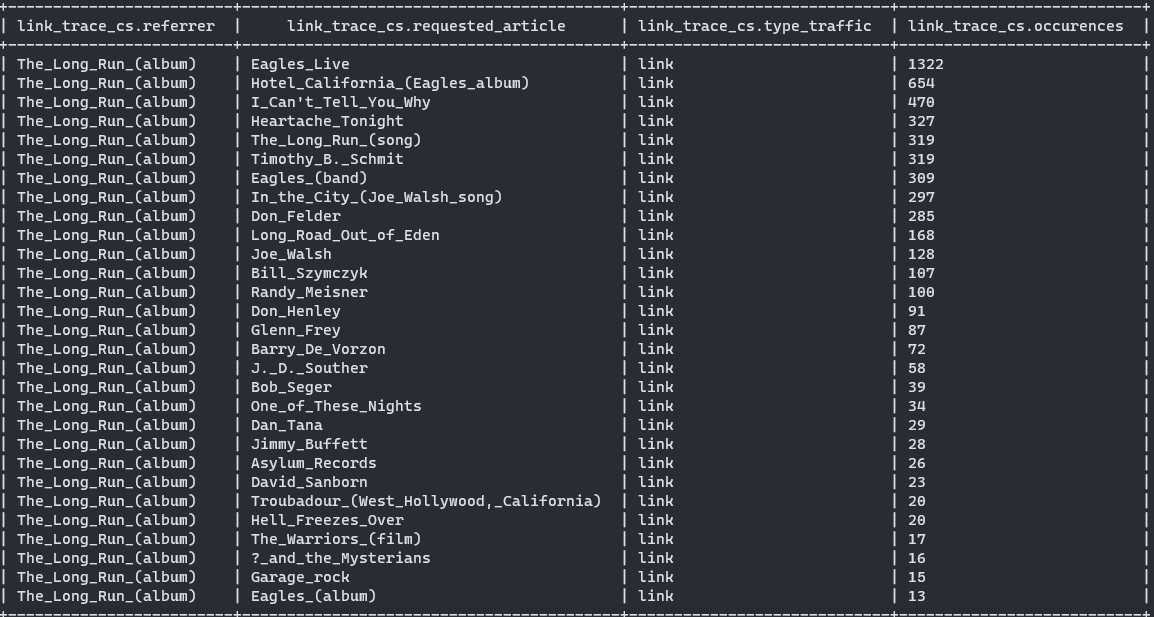 | link_trace_cs.referrer | link_trace_cs.requested_article | link_trace_cs.type_traffic | link_trace_cs.occurences |
| The_Long_Run_(album) | Eagles_Live | link | 1322 |
| The_Long_Run_(album) | Hotel_California_(Eagles_album) | link | 654 |
| The_Long_Run_(album) | I_Can't_Tell_You_Why | link | 470 |
| The_Long_Run_(album) | Heartache_Tonight | link | 327 |
| The_Long_Run_(album) | The_Long_Run_(song) | link | 319 |
| The_Long_Run_(album) | Timothy_B._Schmit | link | 319 |
| The_Long_Run_(album) | Eagles_(band) | link | 309 |
| The_Long_Run_(album) | In_the_City_(Joe_Walsh_song) | link | 297 |
| The_Long_Run_(album) | Don_Felder | link | 285 |
| The_Long_Run_(album) | Long_Road_Out_of_Eden | link | 168 |
| The_Long_Run_(album) | Joe_Walsh | link | 128 |
| The_Long_Run_(album) | Bill_Szymczyk | link | 107 |
| The_Long_Run_(album) | Randy_Meisner | link | 100 |
| The_Long_Run_(album) | Don_Henley | link | 91 |
| The_Long_Run_(album) | Glenn_Frey | link | 87 |
| The_Long_Run_(album) | Barry_De_Vorzon | link | 72 |
| The_Long_Run_(album) | J._D._Souther | link | 58 |
| The_Long_Run_(album) | Bob_Seger | link | 39 |
| The_Long_Run_(album) | One_of_These_Nights | link | 34 |
| The_Long_Run_(album) | Dan_Tana | link | 29 |
| The_Long_Run_(album) | Jimmy_Buffett | link | 28 |
| The_Long_Run_(album) | Asylum_Records | link | 26 |
| The_Long_Run_(album) | David_Sanborn | link | 23 |
| The_Long_Run_(album) | Troubadour_(West_Hollywood,_California) | link | 20 |
| The_Long_Run_(album) | Hell_Freezes_Over | link | 20 |
| The_Long_Run_(album) | The_Warriors_(film) | link | 17 |
| The_Long_Run_(album) | ?_and_the_Mysterians | link | 16 |
| The_Long_Run_(album) | Garage_rock | link | 15 |
| The_Long_Run_(album) | Eagles_(album) | link | 13 |